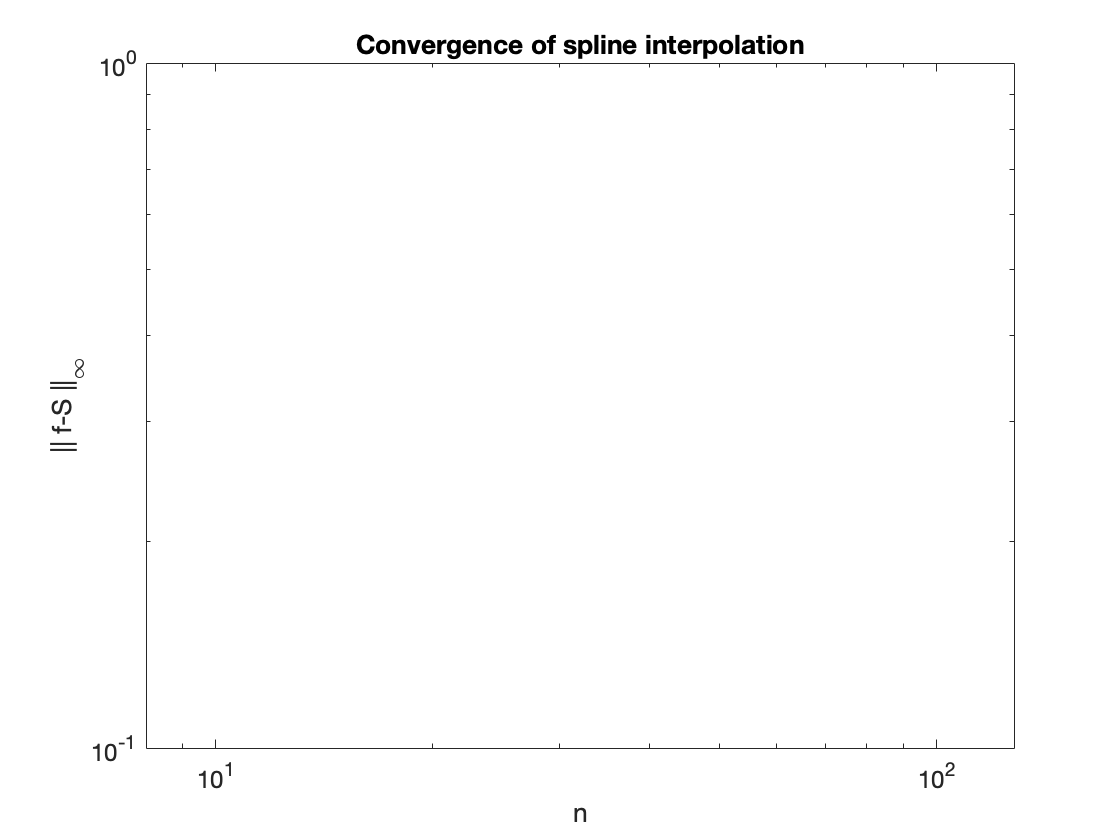 Convergence of spline interpolation
10^0
|| f-S ||_∞
10^-1
10^1
10^2
n